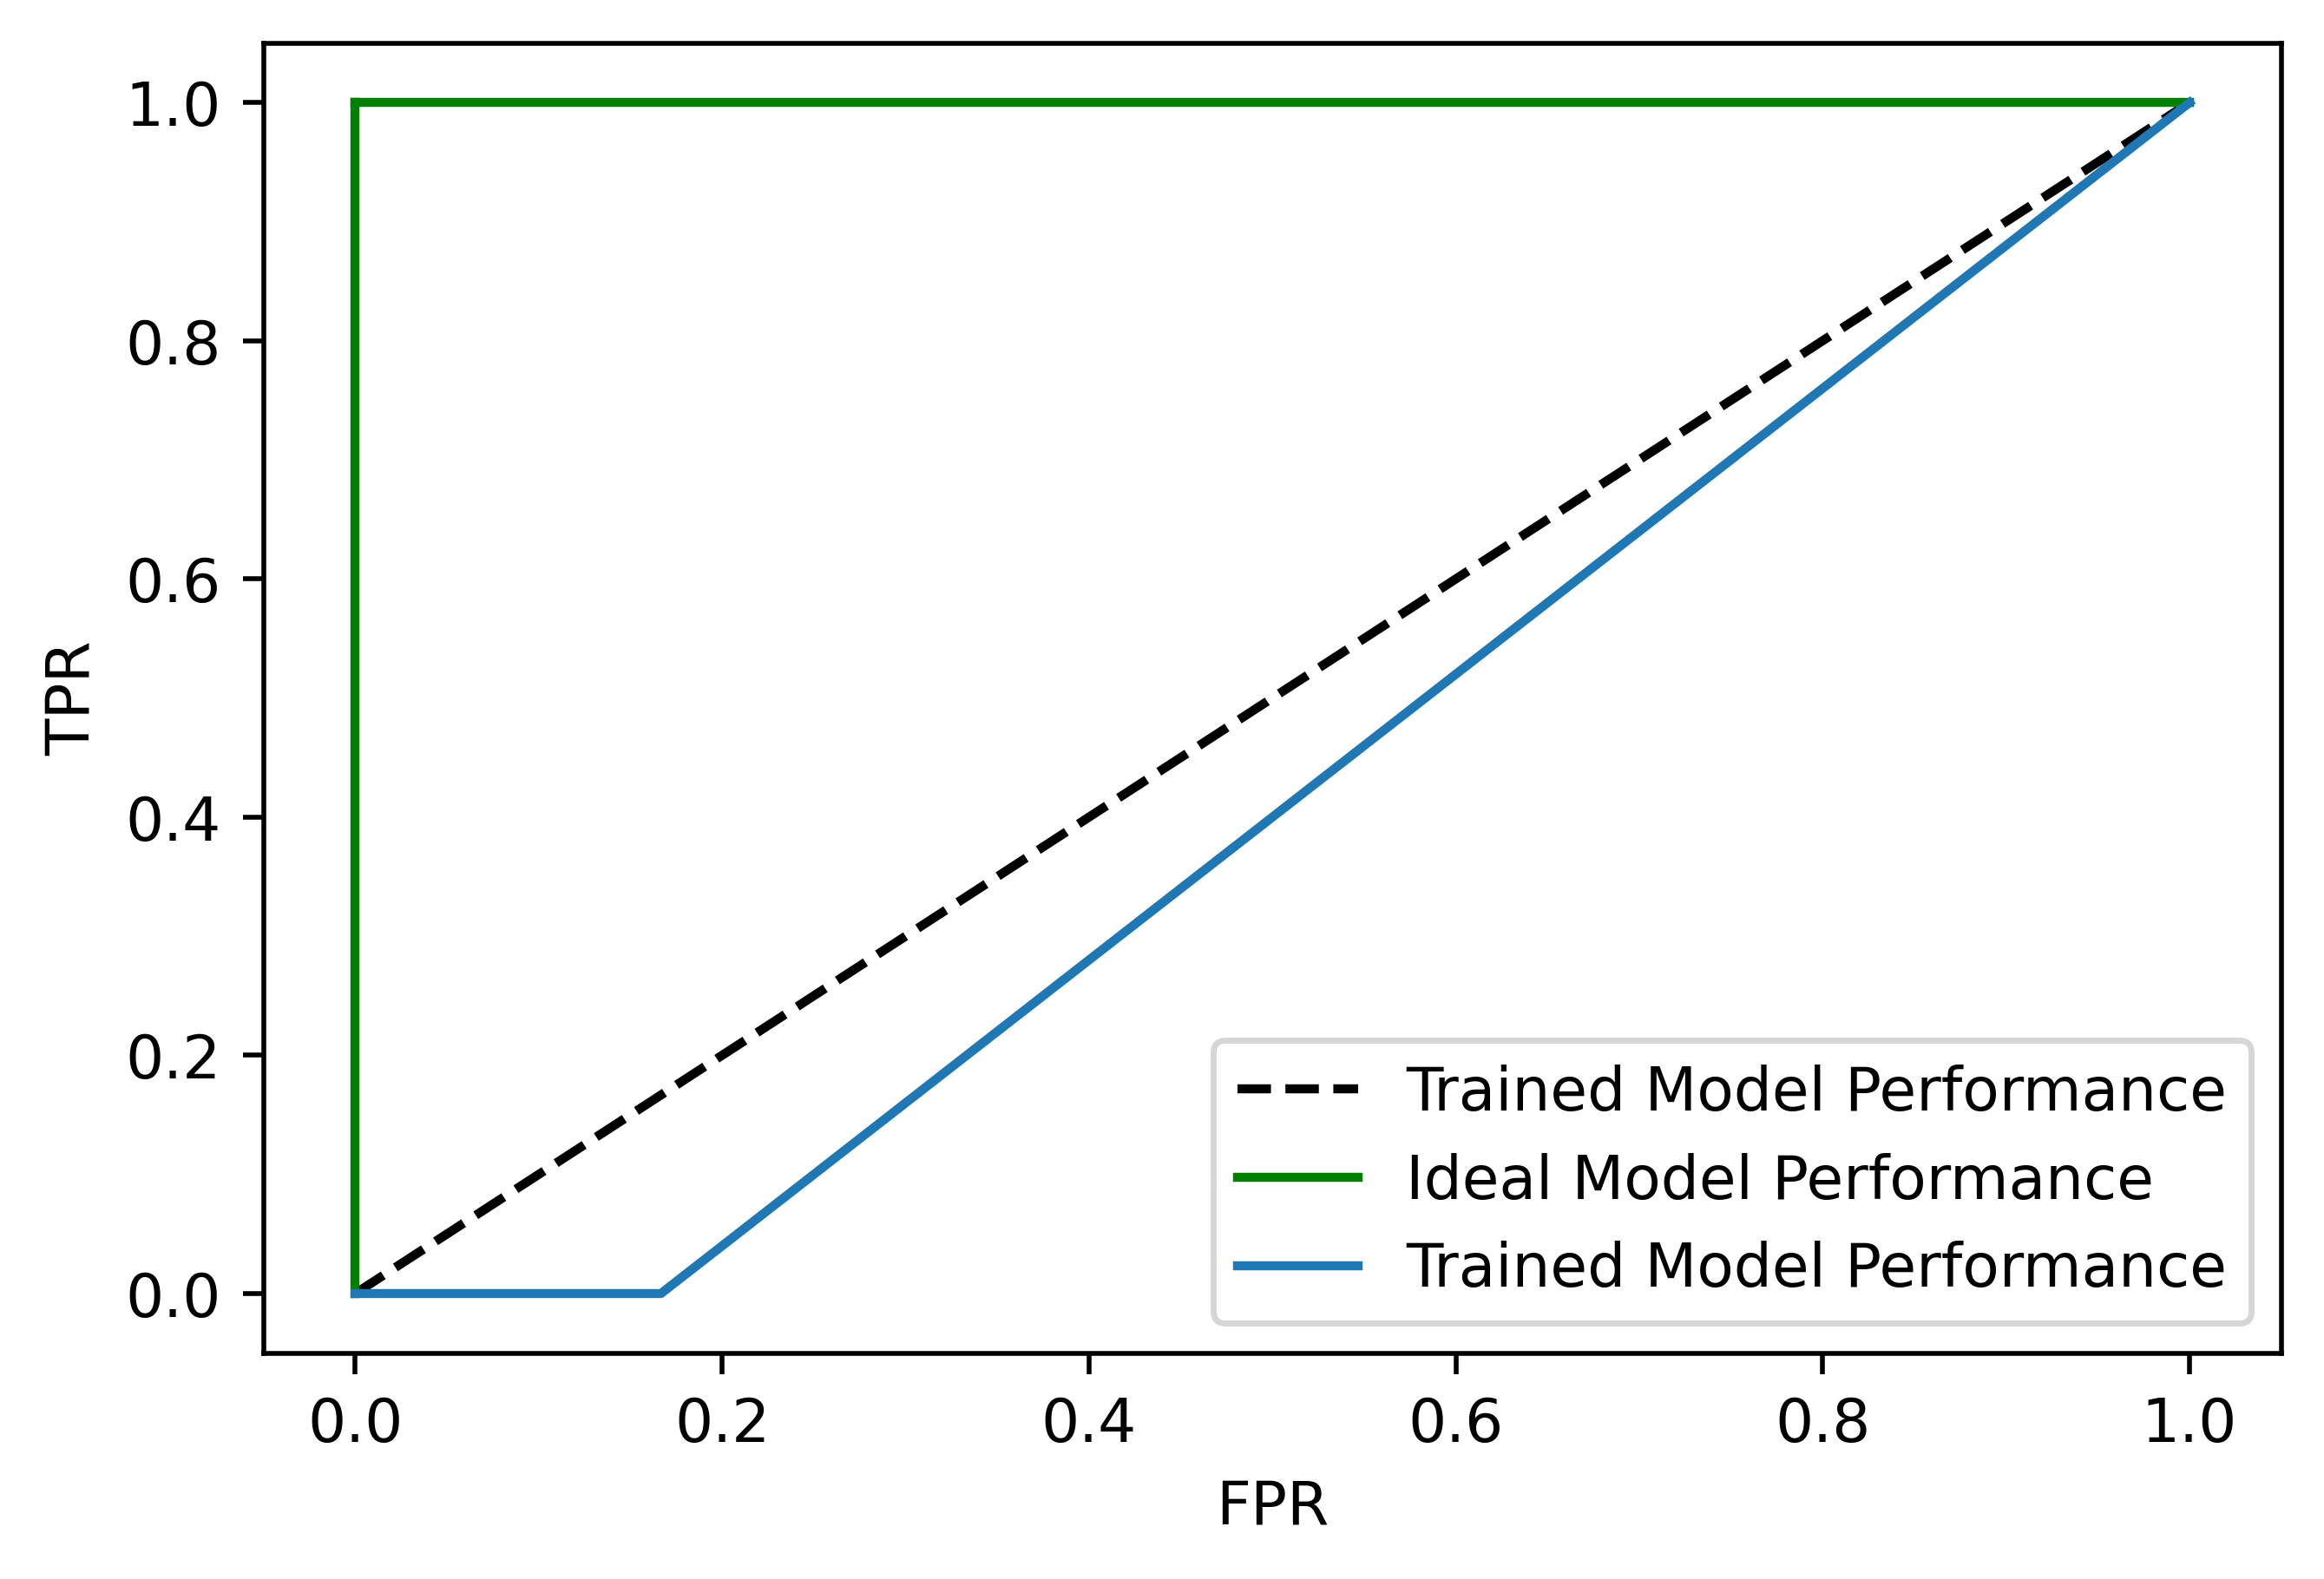 1.0
0.8
0.6
0.4
0.2
0.0
TPR
Trained Model Performance
Ideal Model Performance
Trained Model Performance
0.0 0.2 0.4 0.6 0.8 1.0
FPR